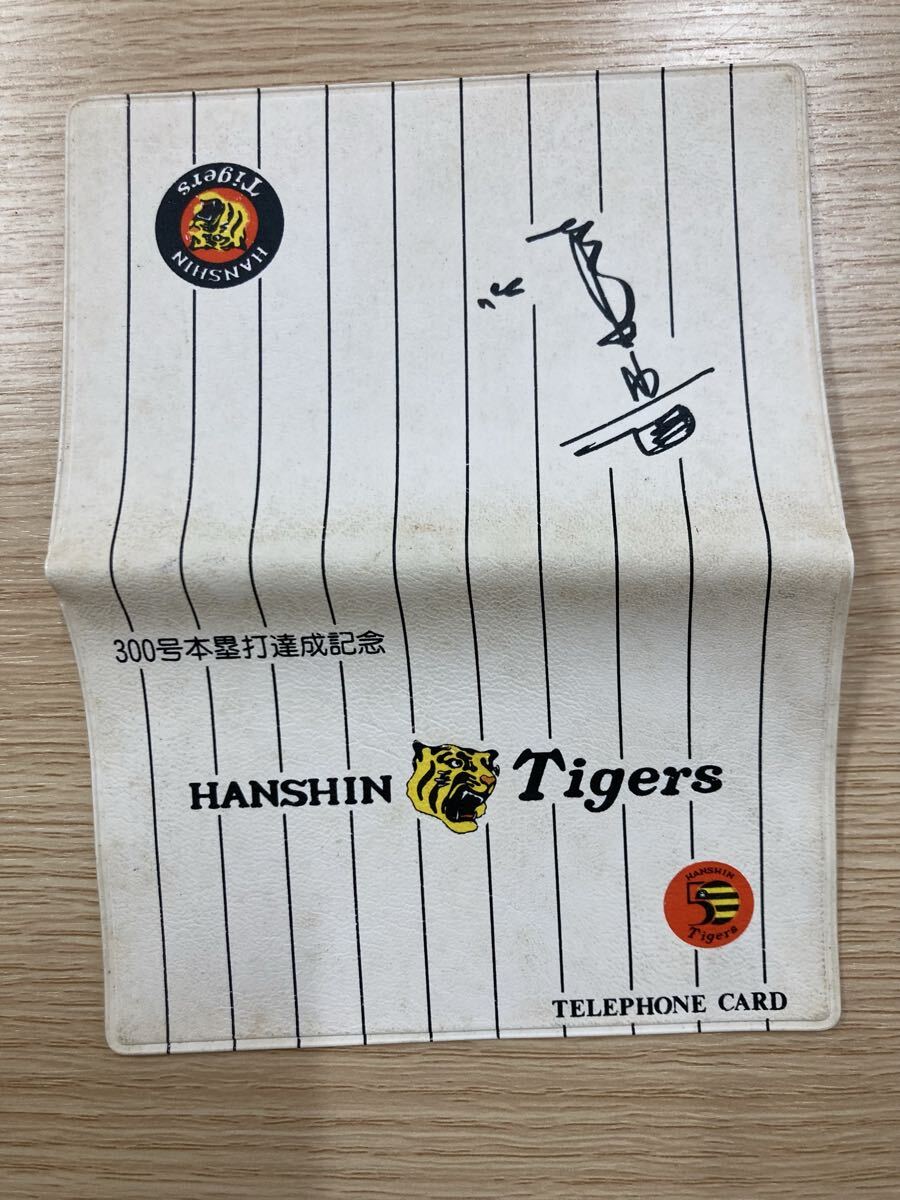 HANSHIN
Tigers
300号本塁打達成記念
HANSHIN Tigers
HANSHIN
50
Tigers
TELEPHONE CARD